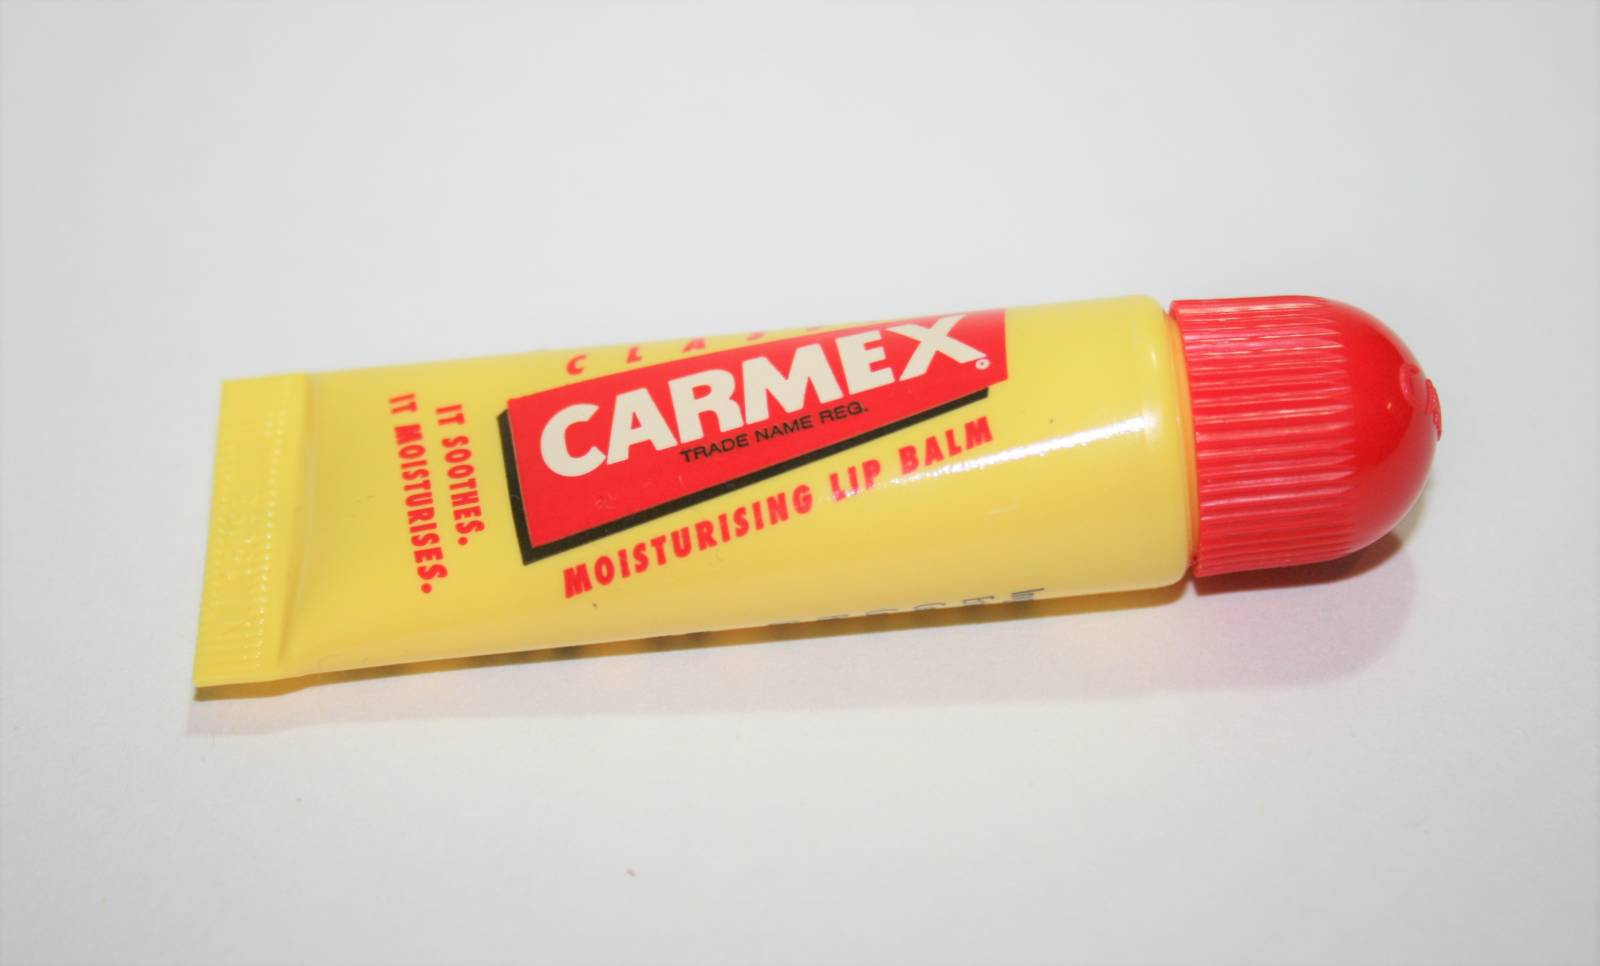 CARMEX
TRADE NAME REG.
MOISTURISING LIP BALM
IT SOOTHES.
IT MOISTURISES.